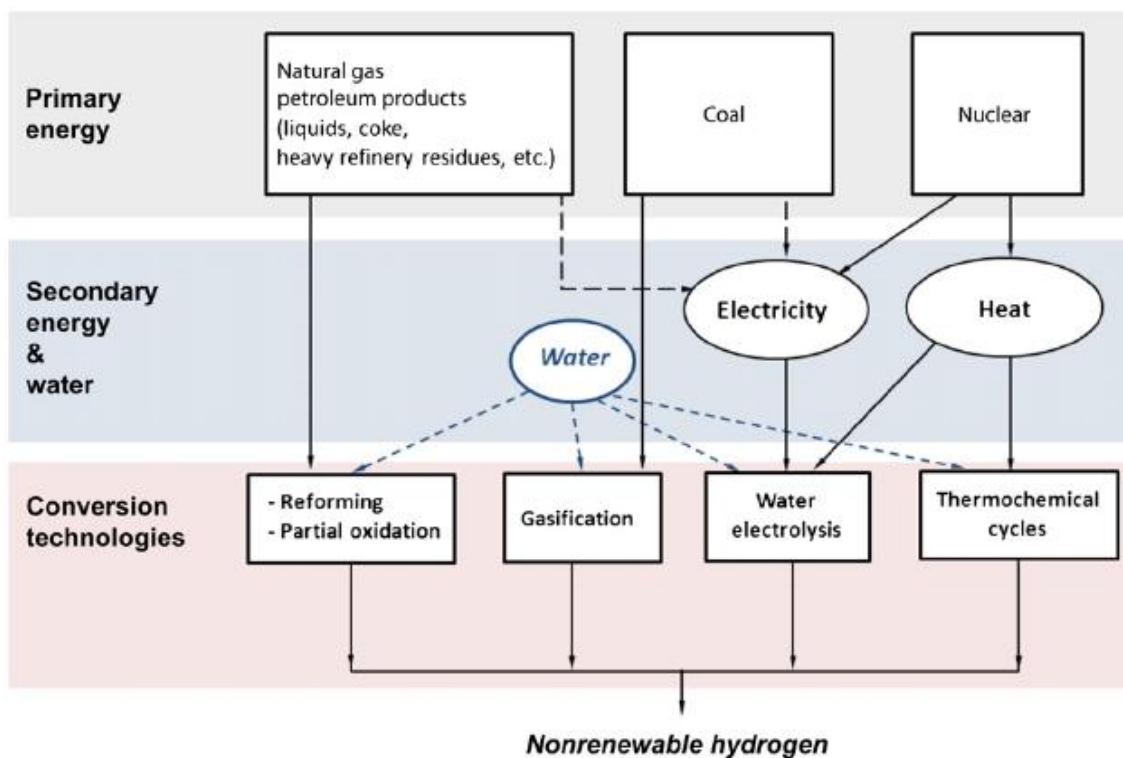 Primary
energy
Natural gas
petroleum products
(liquids, coke,
heavy refinery residues, etc.)
Coal
Nuclear
Secondary
energy
&
water
Water
Electricity
Heat
Conversion
technologies
- Reforming
- Partial oxidation
Gasification
Water
electrolysis
Thermochemical
cycles
Nonrenewable hydrogen